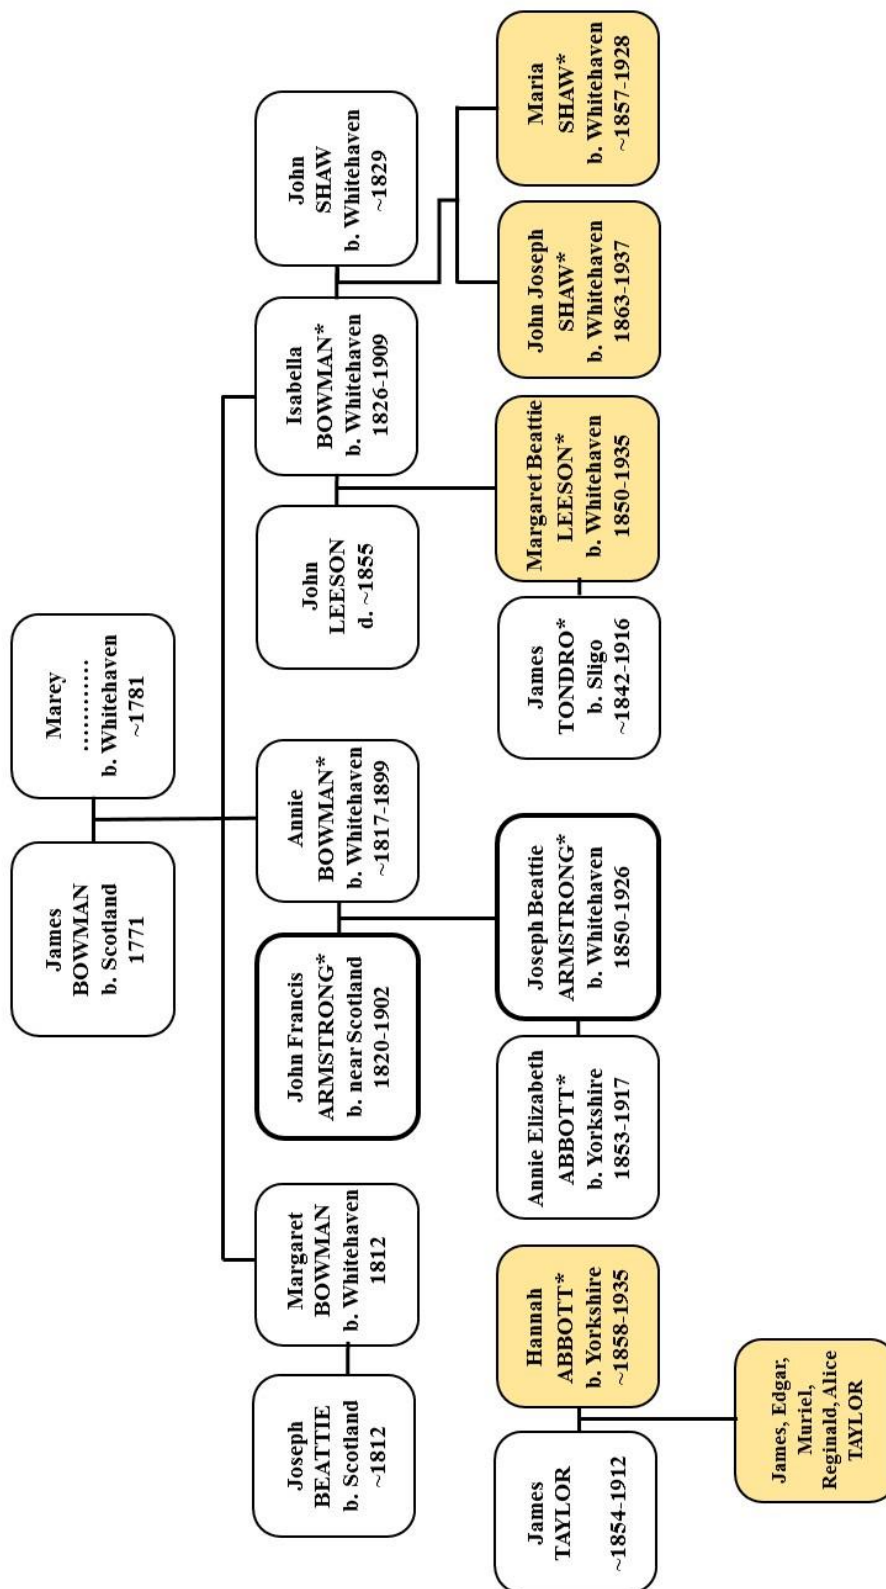 James
BOWMAN
b. Scotland
1771
Marey
............
b. Whitehaven
~1781
Joseph
BEATTIE
b. Scotland
~1812
Margaret
BOWMAN
b. Whitehaven
1812
John Francis
ARMSTRONG*
b. near Scotland
1820-1902
Annie
BOWMAN*
b. Whitehaven
~1817-1899
John
LEESON
d. ~1855
Isabella
BOWMAN*
b. Whitehaven
1826-1909
John
SHAW
b. Whitehaven
~1829
James
TAYLOR
~1854-1912
Hannah
ABBOTT*
b. Yorkshire
~1858-1935
Annie Elizabeth
ABBOTT*
b. Yorkshire
1853-1917
Joseph Beattie
ARMSTRONG*
b. Whitehaven
1850-1926
James
TONDRO*
b. Sligo
~1842-1916
Margaret Beattie
LEESON*
b. Whitehaven
1850-1935
John Joseph
SHAW*
b. Whitehaven
1863-1937
Maria
SHAW*
b. Whitehaven
~1857-1928
James, Edgar,
Muriel,
Reginald, Alice
TAYLOR